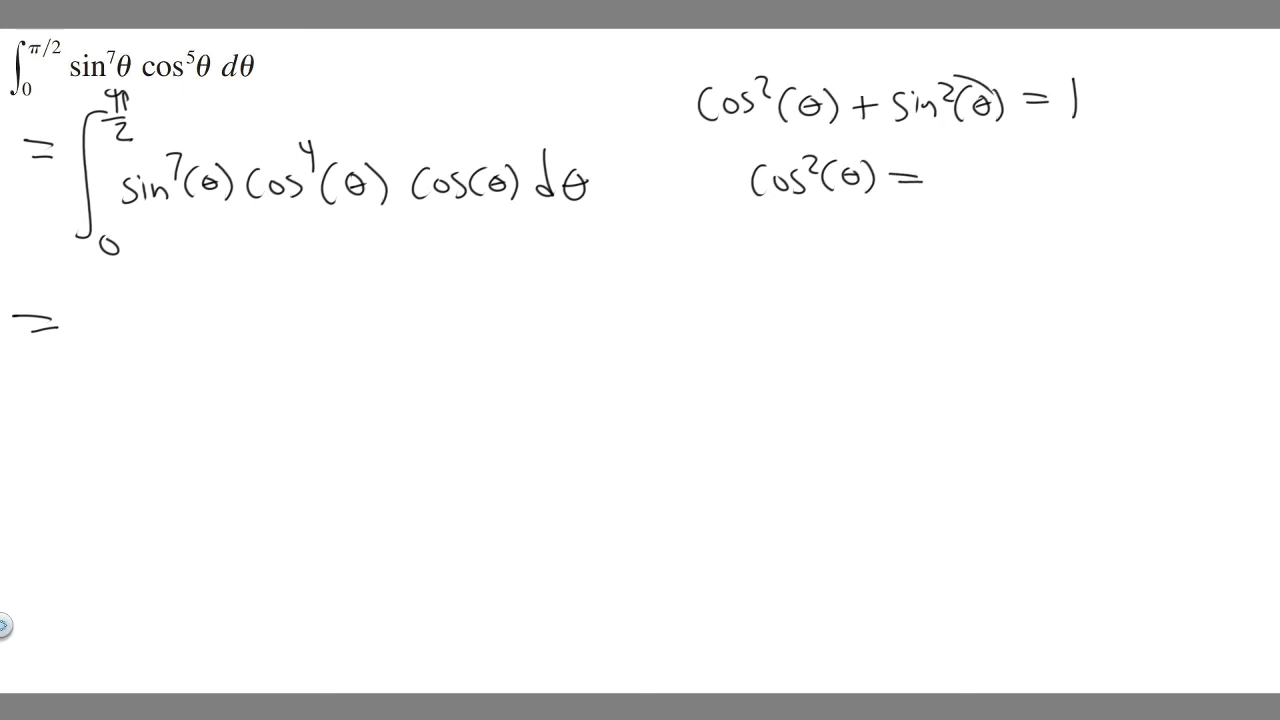 ∫₀^{π/2} sin⁷θ cos⁵θ dθ
= ∫₀^{π/2} sin⁷(θ) cos⁴(θ) cos(θ) dθ
=
cos²(θ) + sin²(θ) = 1
cos²(θ) =